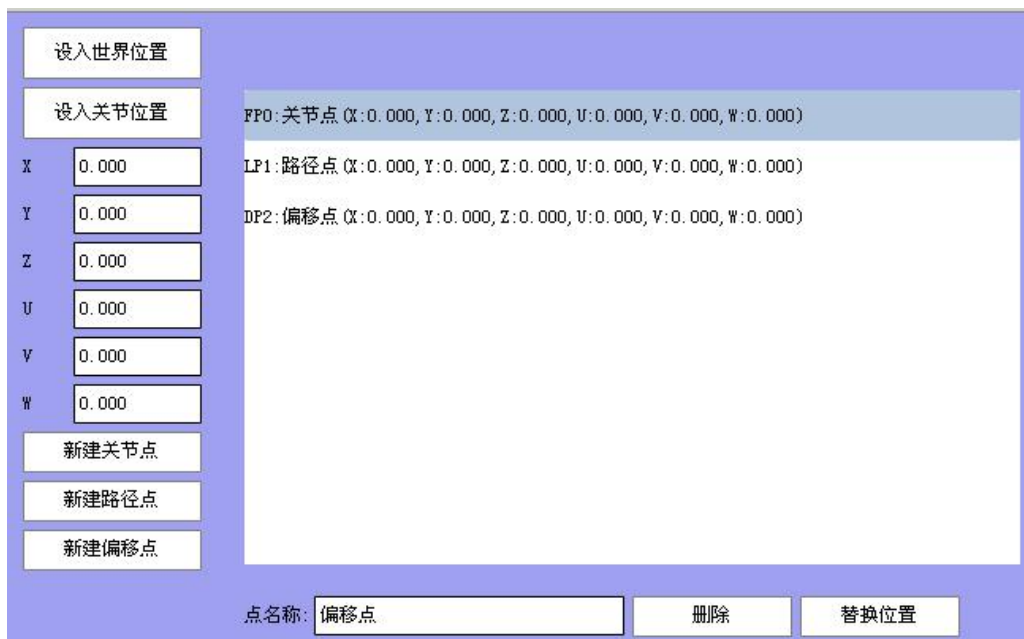 设入世界位置
设入关节位置
X 0.000
Y 0.000
Z 0.000
U 0.000
V 0.000
W 0.000
新建关节点
新建路径点
新建偏移点
FP0:关节点(X:0.000,Y:0.000,Z:0.000,U:0.000,V:0.000,W:0.000)
LP1:路径点(X:0.000,Y:0.000,Z:0.000,U:0.000,V:0.000,W:0.000)
DP2:偏移点(X:0.000,Y:0.000,Z:0.000,U:0.000,V:0.000,W:0.000)
点名称: 偏移点 删除 替换位置